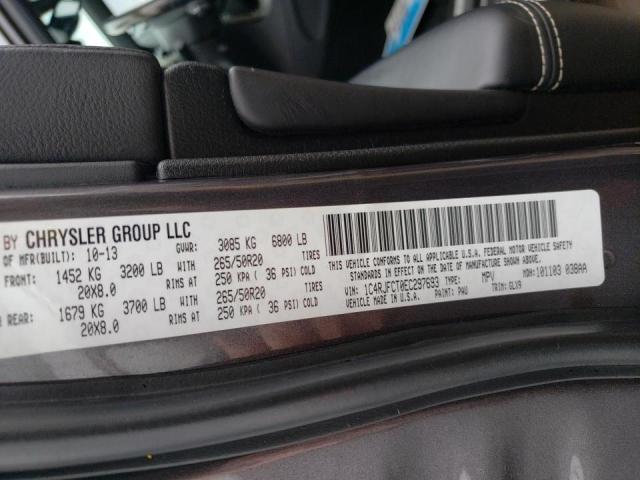 BY CHRYSLER GROUP LLC
OF MFR(BUILT): 10-13 GVWR: 3085 KG 6800 LB
FRONT: 1452 KG 3200 LB WITH 265/50R20 TIRES
20X8.0 RIMS AT 250 KPA ( 36 PSI) COLD
REAR: 1679 KG 3700 LB WITH 265/50R20 TIRES
20X8.0 RIMS AT 250 KPA ( 36 PSI) COLD
THIS VEHICLE CONFORMS TO ALL APPLICABLE U.S.A. FEDERAL MOTOR VEHICLE SAFETY
STANDARDS IN EFFECT ON THE DATE OF MANUFACTURE SHOWN ABOVE.
VIN: 1C4RJFCT0EC297693 TYPE: MPV MDH:101103 038AA
PAINT: PAU TRIM: GLX9